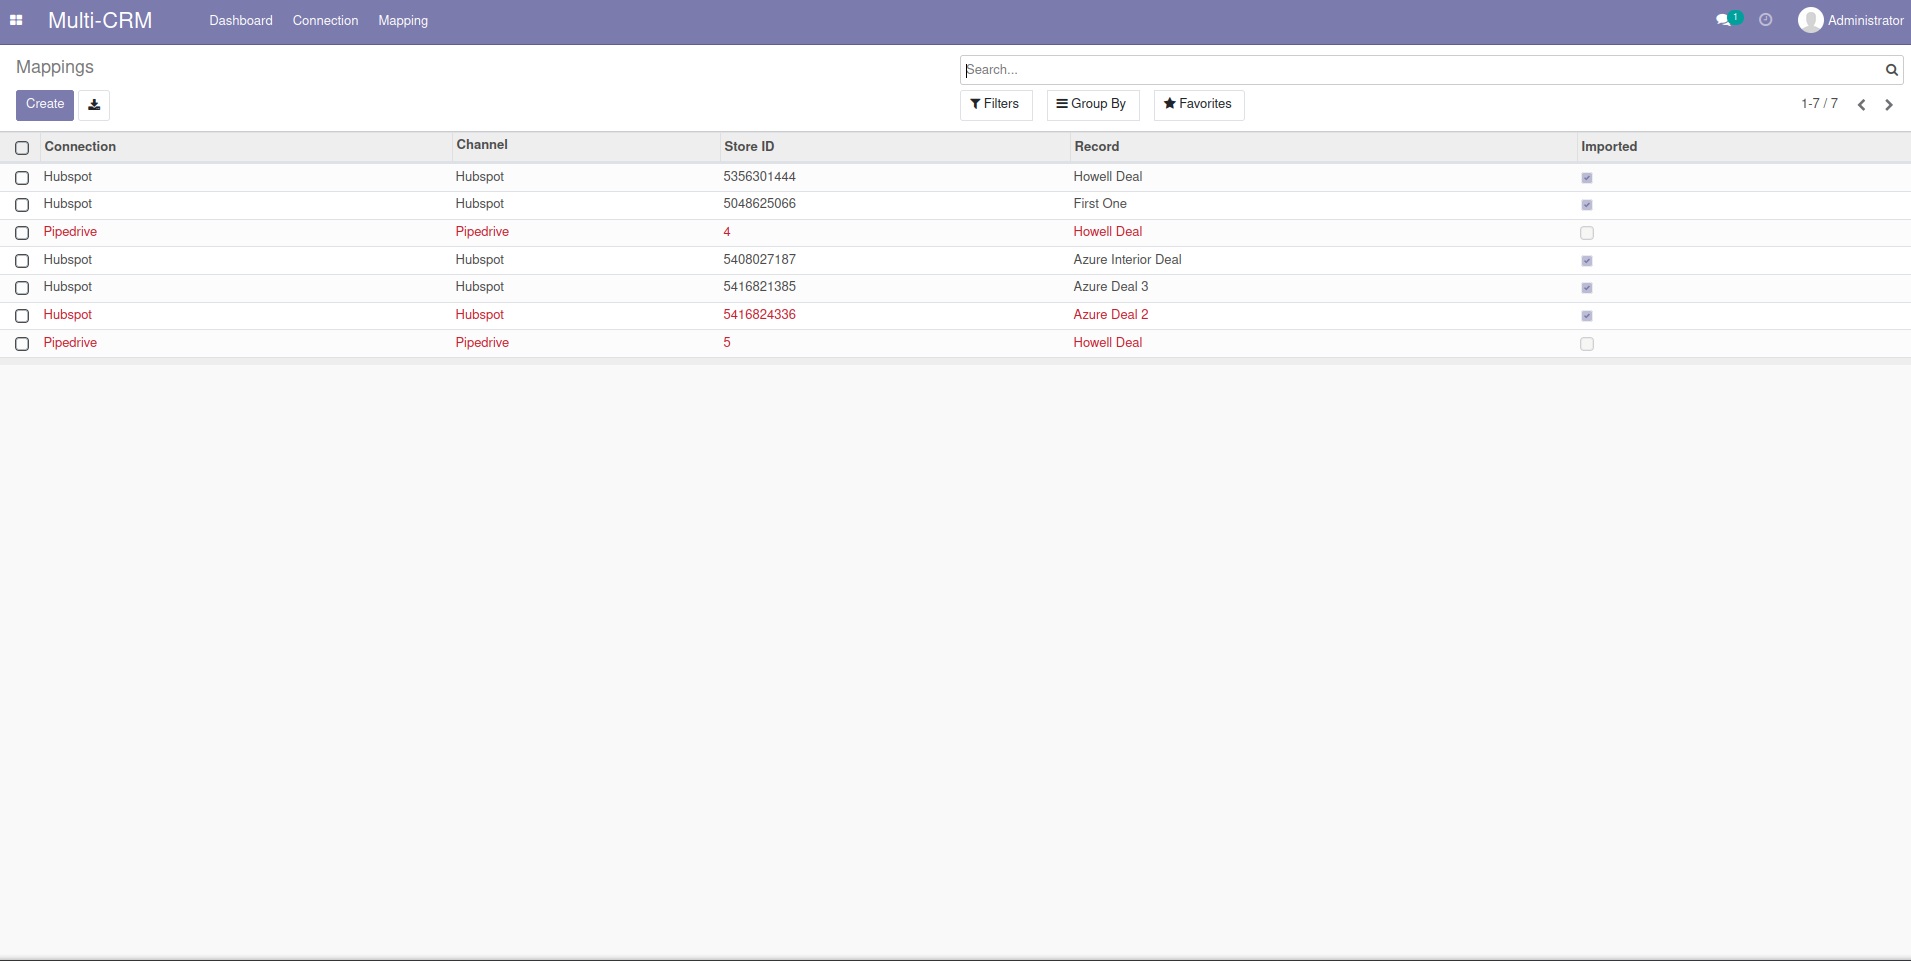 Multi-CRM Dashboard Connection Mapping 1 Administrator
Mappings
Search...
Create Filters Group By Favorites 1-7 / 7
Connection Channel Store ID Record Imported
Hubspot Hubspot 5356301444 Howell Deal
Hubspot Hubspot 5048625066 First One
Pipedrive Pipedrive 4 Howell Deal
Hubspot Hubspot 5408027187 Azure Interior Deal
Hubspot Hubspot 5416821385 Azure Deal 3
Hubspot Hubspot 5416824336 Azure Deal 2
Pipedrive Pipedrive 5 Howell Deal